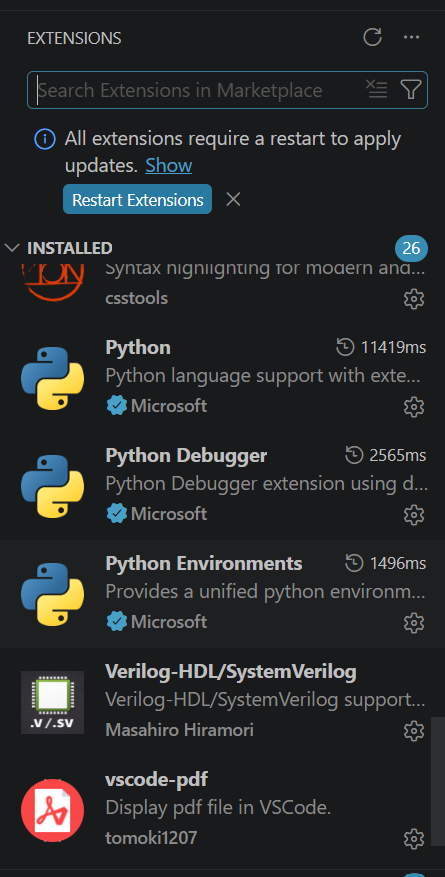 EXTENSIONS
Search Extensions in Marketplace
All extensions require a restart to apply
updates. Show
Restart Extensions
INSTALLED 26
Syntax highlighting for modern and...
csstools
Python 11419ms
Python language support with exte...
Microsoft
Python Debugger 2565ms
Python Debugger extension using d...
Microsoft
Python Environments 1496ms
Provides a unified python environm...
Microsoft
.V /.SV
Verilog-HDL/SystemVerilog
Verilog-HDL/SystemVerilog support...
Masahiro Hiramori
vscode-pdf
Display pdf file in VSCode.
tomoki1207